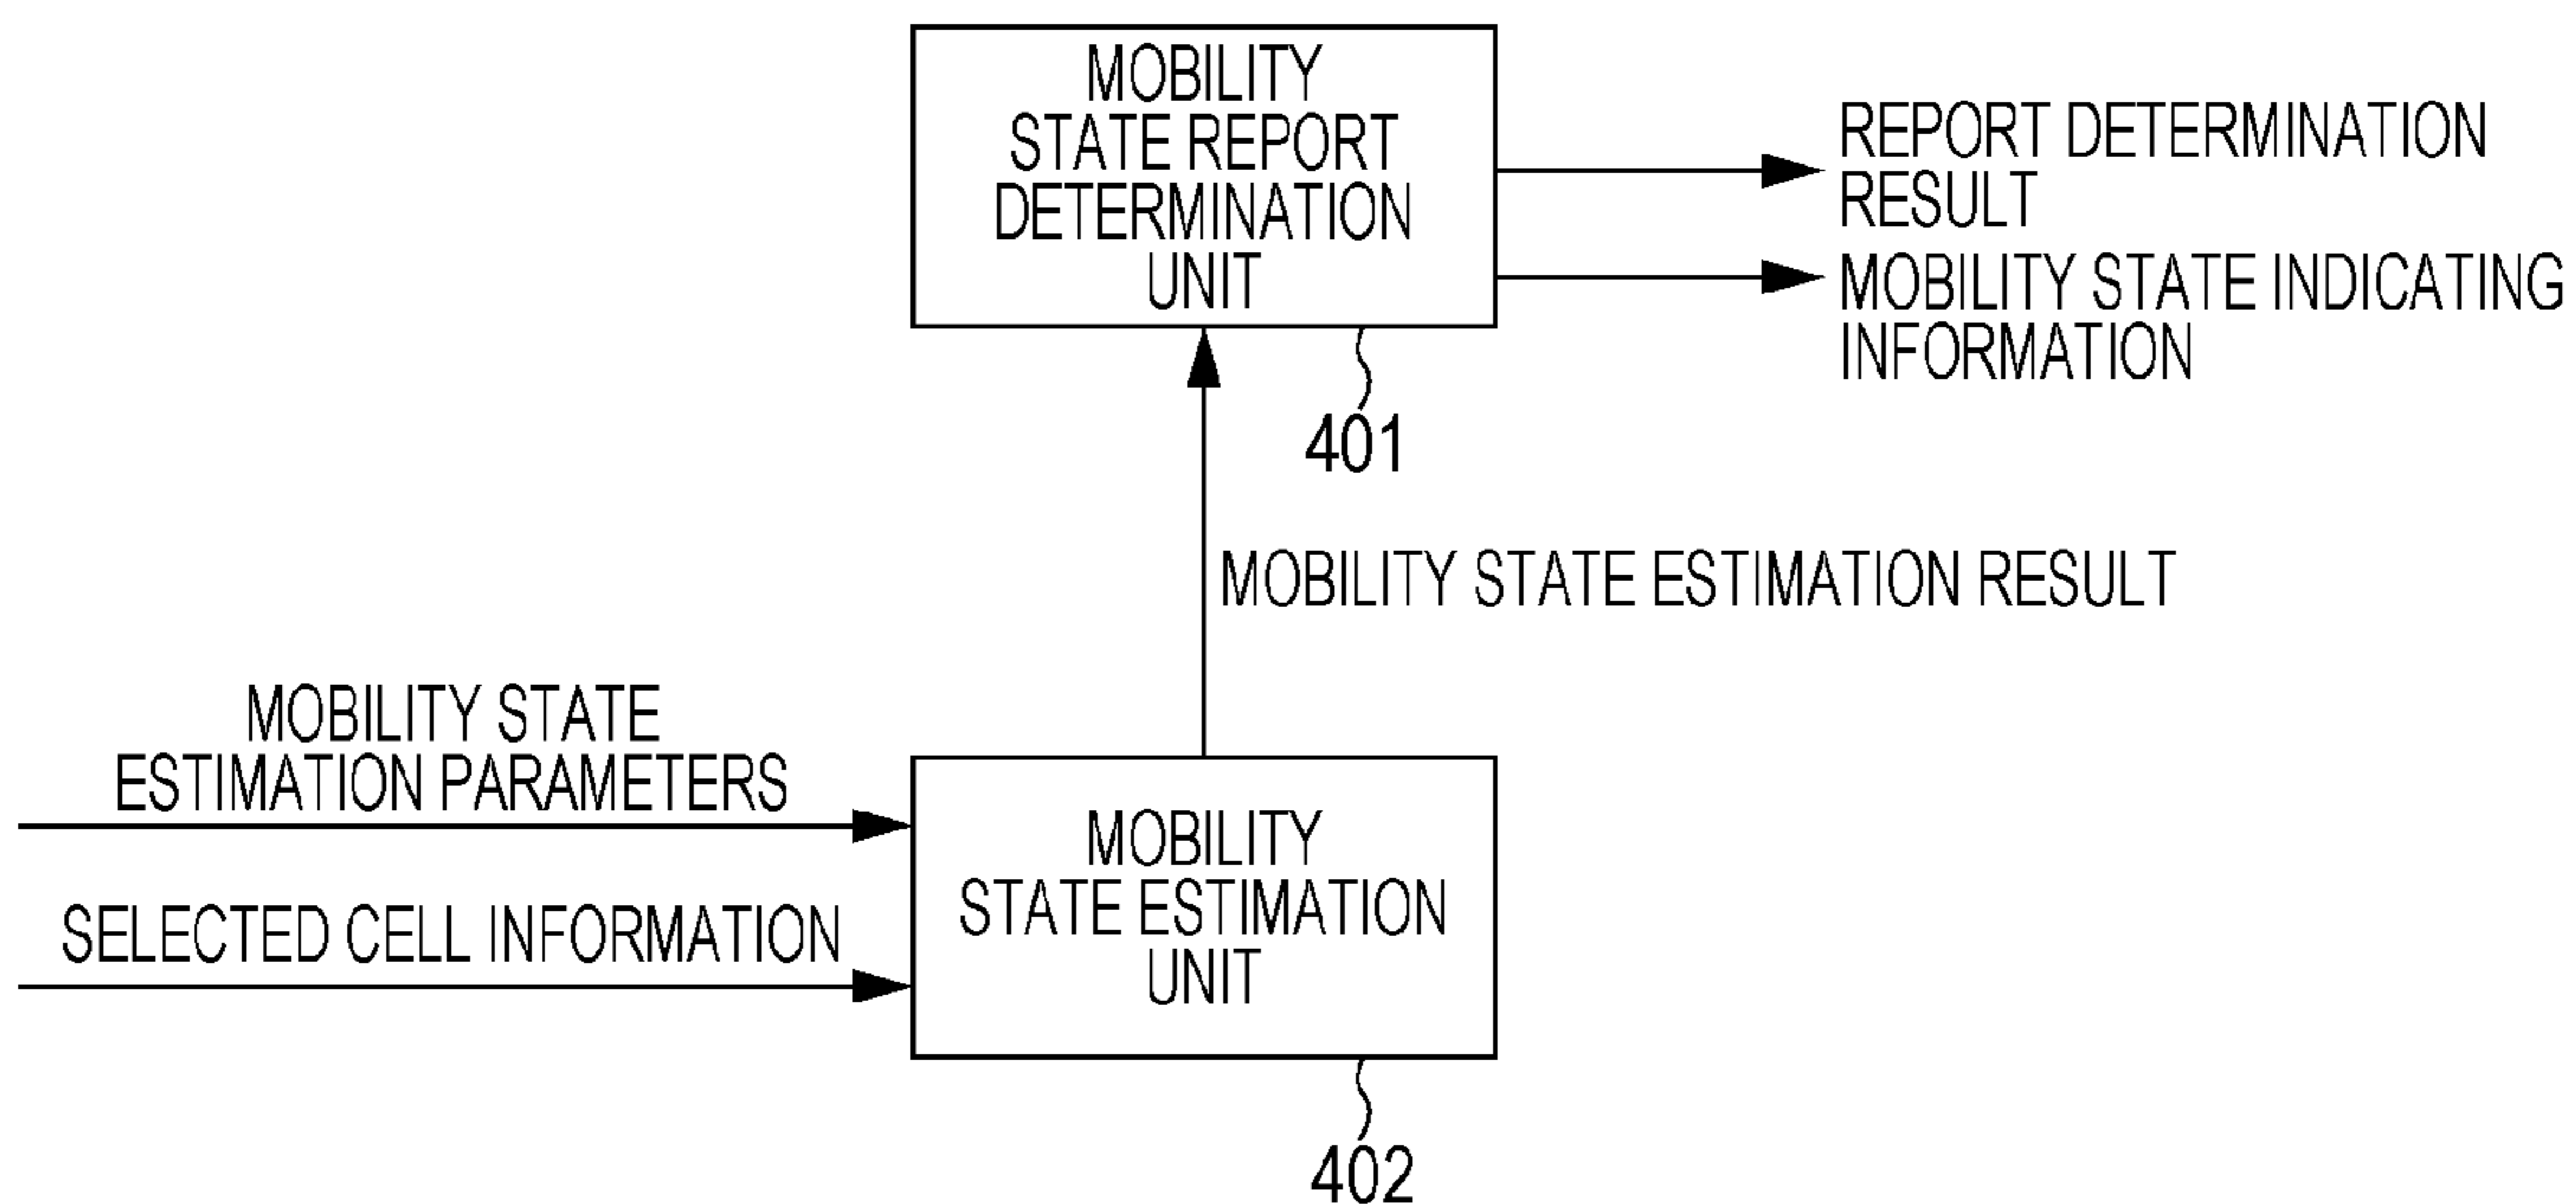 MOBILITY
STATE REPORT
DETERMINATION
UNIT
REPORT DETERMINATION
RESULT
MOBILITY STATE INDICATING
INFORMATION
401
MOBILITY STATE ESTIMATION RESULT
MOBILITY STATE
ESTIMATION PARAMETERS
SELECTED CELL INFORMATION
MOBILITY
STATE ESTIMATION
UNIT
402